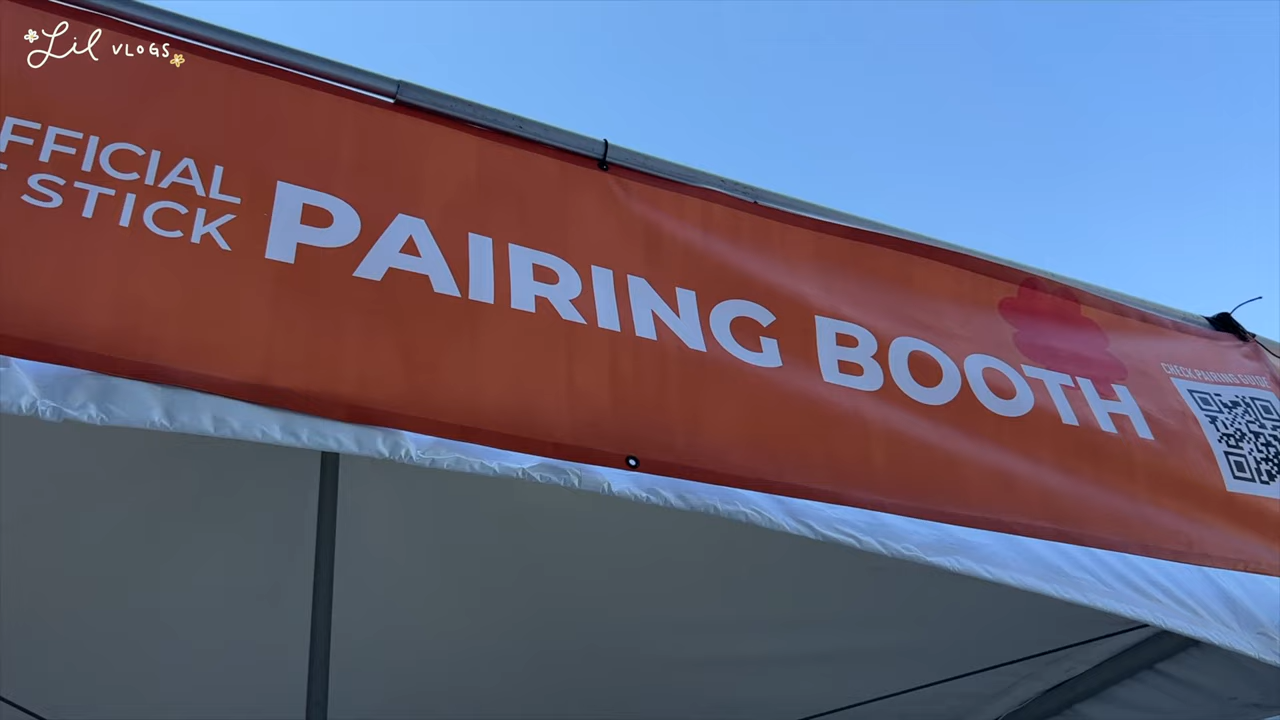 Lil VLOGS
FFICIAL
STICK
PAIRING BOOTH
CHECK PAIRING GUIDE